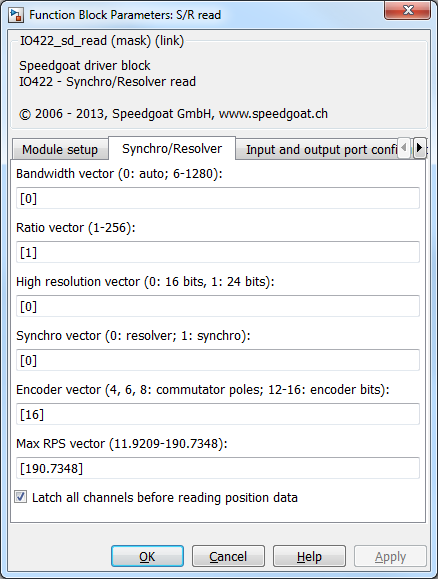 Function Block Parameters: S/R read
IO422_sd_read (mask) (link)
Speedgoat driver block
IO422 - Synchro/Resolver read
© 2006 - 2013, Speedgoat GmbH, www.speedgoat.ch
Module setup
Synchro/Resolver
Input and output port confi
Bandwidth vector (0: auto; 6-1280):
[0]
Ratio vector (1-256):
[1]
High resolution vector (0: 16 bits, 1: 24 bits):
[0]
Synchro vector (0: resolver; 1: synchro):
[0]
Encoder vector (4, 6, 8: commutator poles; 12-16: encoder bits):
[16]
Max RPS vector (11.9209-190.7348):
[190.7348]
Latch all channels before reading position data
OK
Cancel
Help
Apply